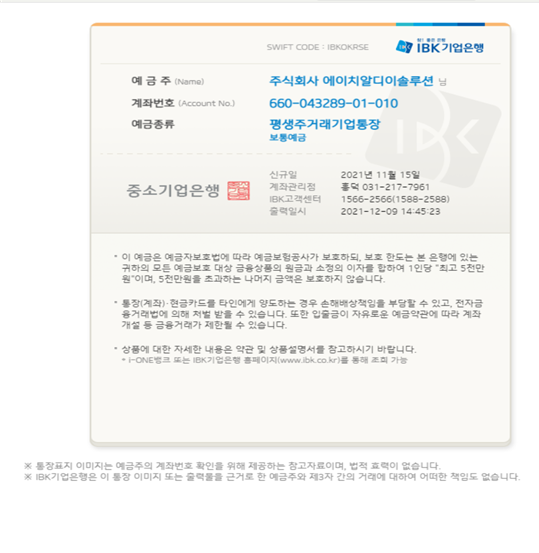 참! 좋은 은행
SWIFT CODE : IBKOKRSE IBK기업은행
예 금 주 (Name) 주식회사 에이치알디이솔루션 님
계좌번호 (Account No.) 660-043289-01-010
예금종류 평생주거래기업통장
보통예금
IBK
중소기업은행
신규일 2021년 11월 15일
계좌관리점 흥덕 031-217-7961
IBK고객센터 1566-2566(1588-2588)
출력일시 2021-12-09 14:45:23
* 이 예금은 예금자보호법에 따라 예금보험공사가 보호하되, 보호 한도는 본 은행에 있는
귀하의 모든 예금보호 대상 금융상품의 원금과 소정의 이자를 합하여 1인당 "최고 5천만
원"이며, 5천만원을 초과하는 나머지 금액은 보호하지 않습니다.
* 통장(계좌)·현금카드를 타인에게 양도하는 경우 손해배상책임을 부담할 수 있고, 전자금
융거래법에 의해 처벌 받을 수 있습니다. 또한 입출금이 자유로운 예금약관에 따라 계좌
개설 등 금융거래가 제한될 수 있습니다.
* 상품에 대한 자세한 내용은 약관 및 상품설명서를 참고하시기 바랍니다.
* i-ONE뱅크 또는 IBK기업은행 홈페이지(www.ibk.co.kr)를 통해 조회 가능
※ 통장표지 이미지는 예금주의 계좌번호 확인을 위해 제공하는 참고자료이며, 법적 효력이 없습니다.
※ IBK기업은행은 이 통장 이미지 또는 출력물을 근거로 한 예금주와 제3자 간의 거래에 대하여 어떠한 책임도 없습니다.